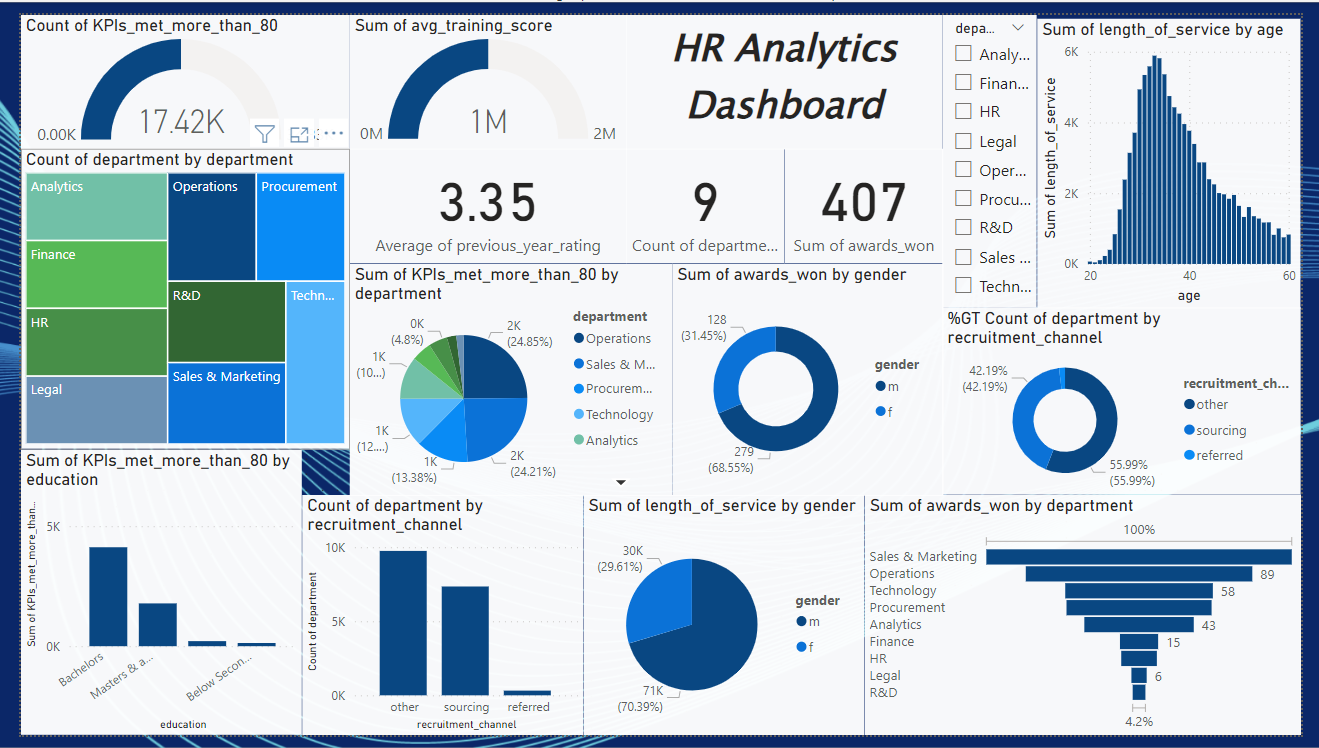 Count of KPIs_met_more_than_80
17.42K
0.00K
Sum of avg_training_score
1M
0M
2M
HR Analytics
Dashboard
depa...
Analy...
Finan...
HR
Legal
Oper...
Procu...
R&D
Sales ...
Techn...
Sum of length_of_service by age
Sum of length_of_service
6K
4K
2K
0K
20
40
60
age
Count of department by department
Analytics
Finance
HR
Legal
Operations
Procurement
R&D
Techn...
Sales & Marketing
3.35
Average of previous_year_rating
9
Count of departme...
407
Sum of awards_won
Sum of KPIs_met_more_than_80 by
department
2K
(24.85%)
2K
(24.21%)
1K
(13.38%)
1K
(12....)
1K
(10...)
0K
(4.8%)
department
Operations
Sales & M...
Procurem...
Technology
Analytics
Sum of awards_won by gender
128
(31.45%)
279
(68.55%)
gender
m
f
%GT Count of department by
recruitment_channel
42.19%
(42.19%)
55.99%
(55.99%)
recruitment_ch...
other
sourcing
referred
Sum of KPIs_met_more_than_80 by
education
Sum of KPIs_met_more_than...
5K
0K
Bachelors
Masters & a...
Below Secon...
education
Count of department by
recruitment_channel
Count of department
10K
5K
0K
other
sourcing
referred
recruitment_channel
Sum of length_of_service by gender
30K
(29.61%)
71K
(70.39%)
gender
m
f
Sum of awards_won by department
100%
Sales & Marketing
Operations
89
Technology
58
Procurement
Analytics
43
Finance
15
HR
Legal
6
R&D
4.2%